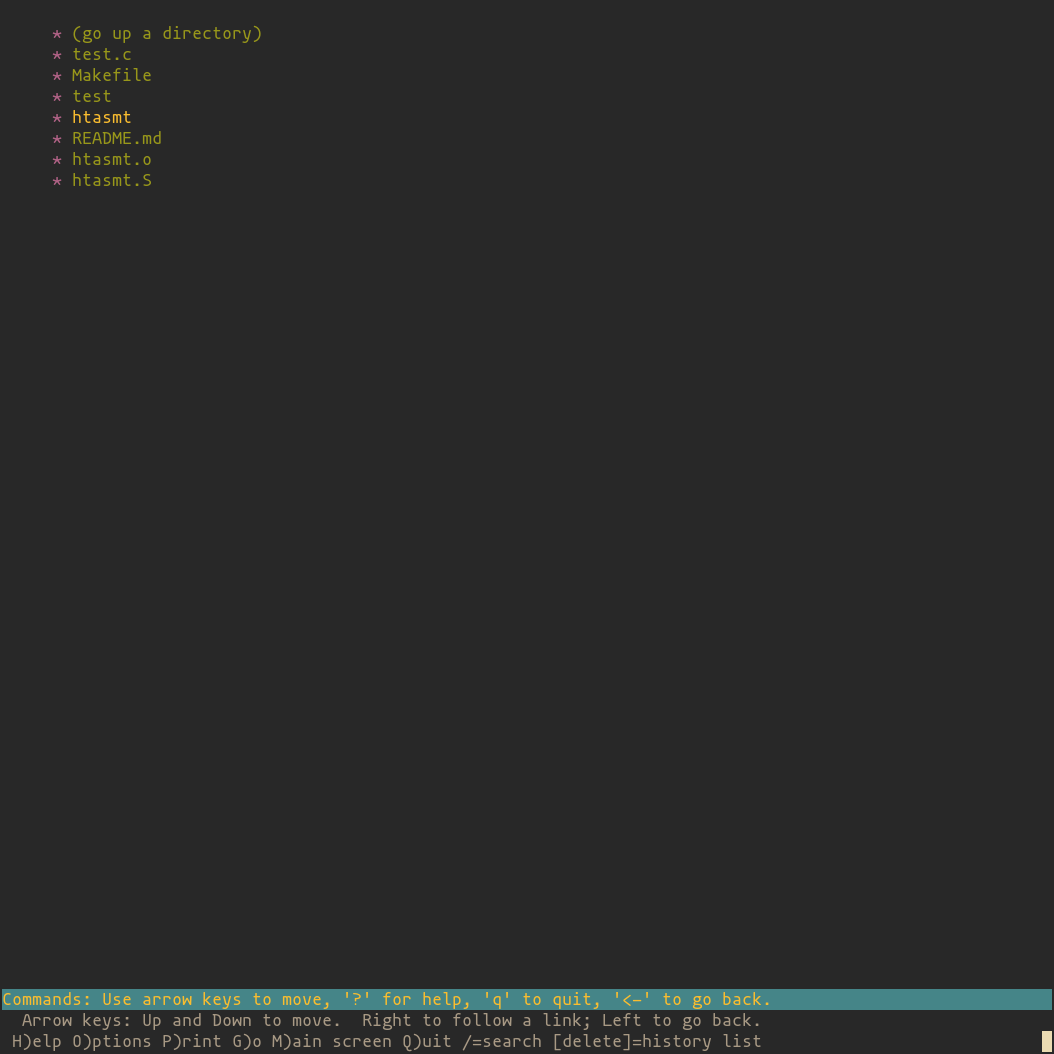 * (go up a directory)
* test.c
* Makefile
* test
* htasmt
* README.md
* htasmt.o
* htasmt.S
Commands: Use arrow keys to move, '?' for help, 'q' to quit, '<-' to go back.
Arrow keys: Up and Down to move.  Right to follow a link; Left to go back.
H)elp O)ptions P)rint G)o M)ain screen Q)uit /=search [delete]=history list